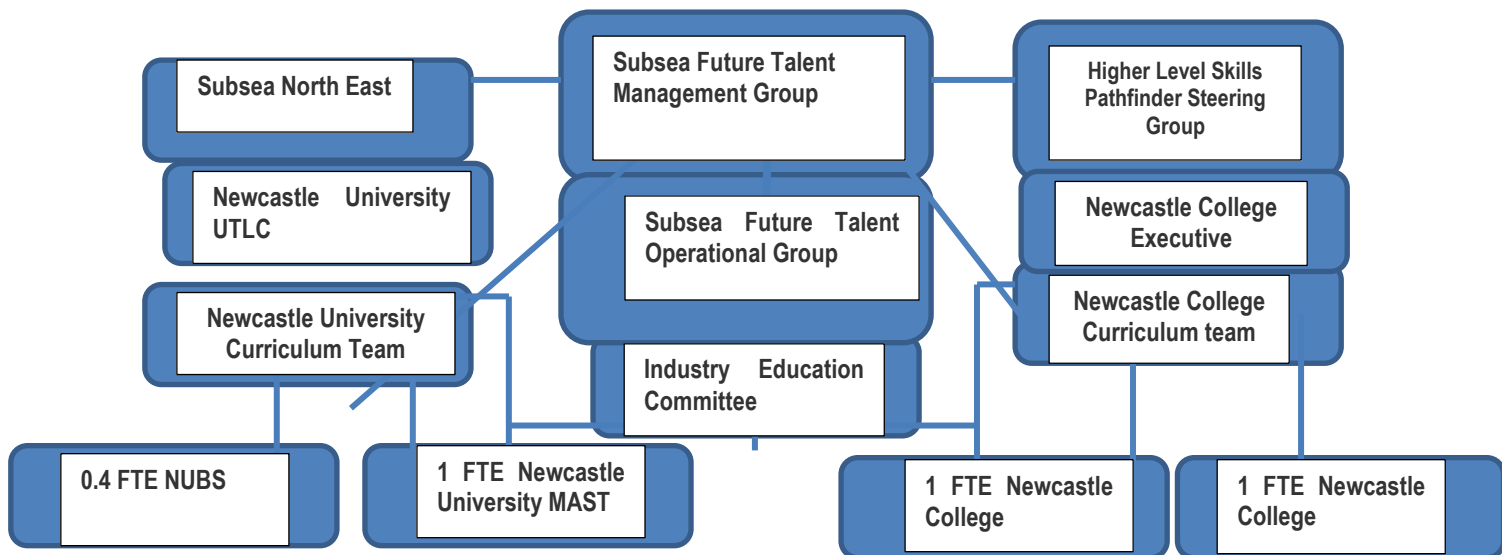 Subsea North East
Subsea Future Talent
Management Group
Higher Level Skills
Pathfinder Steering
Group
Newcastle University
UTLC
Subsea Future Talent
Operational Group
Newcastle College
Executive
Newcastle University
Curriculum Team
Newcastle College
Curriculum team
Industry Education
Committee
0.4 FTE NUBS
1 FTE Newcastle
University MAST
1 FTE Newcastle
College
1 FTE Newcastle
College